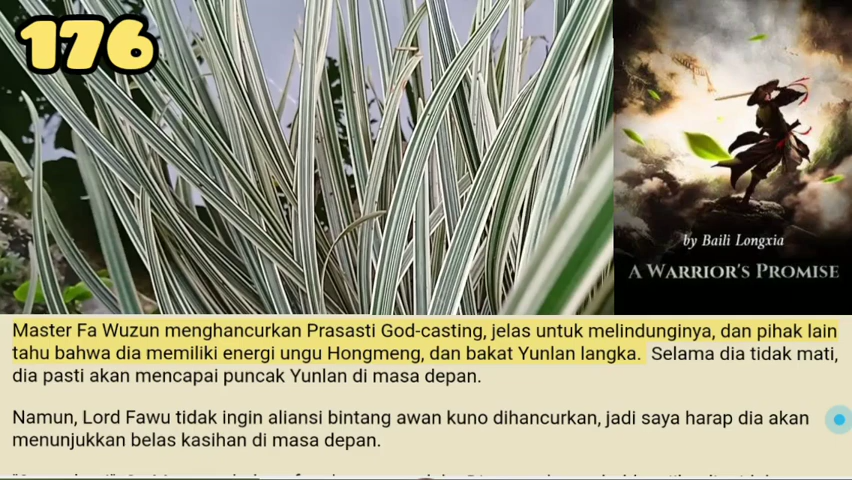 176
by Baili Longxia
A WARRIOR'S PROMISE
Master Fa Wuzun menghancurkan Prasasti God-casting, jelas untuk melindunginya, dan pihak lain
tahu bahwa dia memiliki energi ungu Hongmeng, dan bakat Yunlan langka. Selama dia tidak mati,
dia pasti akan mencapai puncak Yunlan di masa depan.
Namun, Lord Fawu tidak ingin aliansi bintang awan kuno dihancurkan, jadi saya harap dia akan
menunjukkan belas kasihan di masa depan.